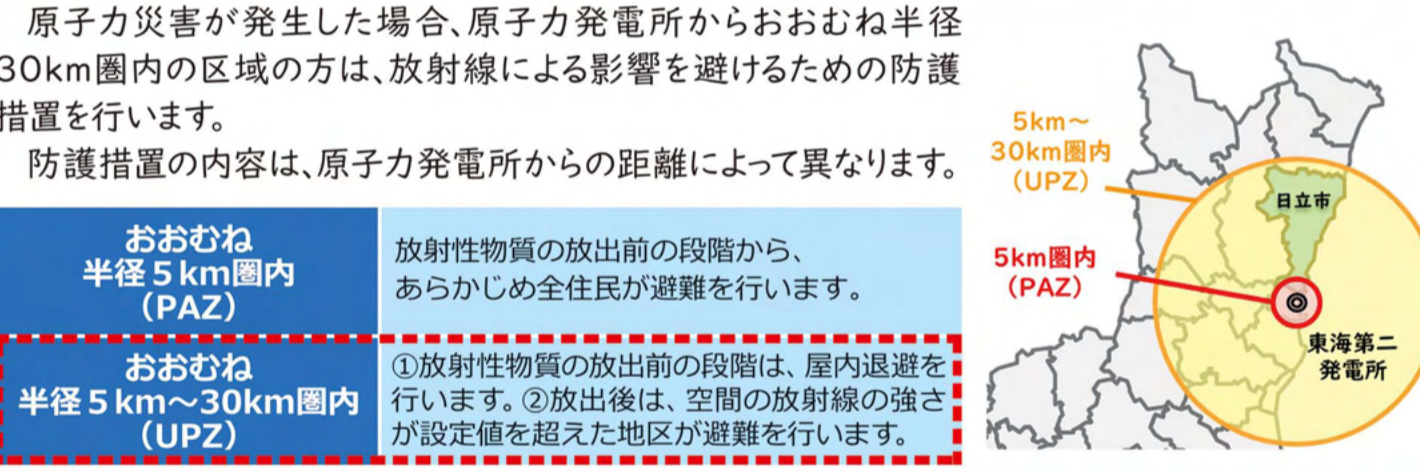 原子力災害が発生した場合、原子力発電所からおおむね半径
30km圏内の区域の方は、放射線による影響を避けるための防護
措置を行います。
防護措置の内容は、原子力発電所からの距離によって異なります。
おおむね
半径5km圏内
(PAZ)
放射性物質の放出前の段階から、
あらかじめ全住民が避難を行います。
おおむね
半径5km～30km圏内
(UPZ)
①放射性物質の放出前の段階は、屋内退避を
行います。②放出後は、空間の放射線の強さ
が設定値を超えた地区が避難を行います。
5km～
30km圏内
(UPZ)
日立市
5km圏内
(PAZ)
東海第二
発電所